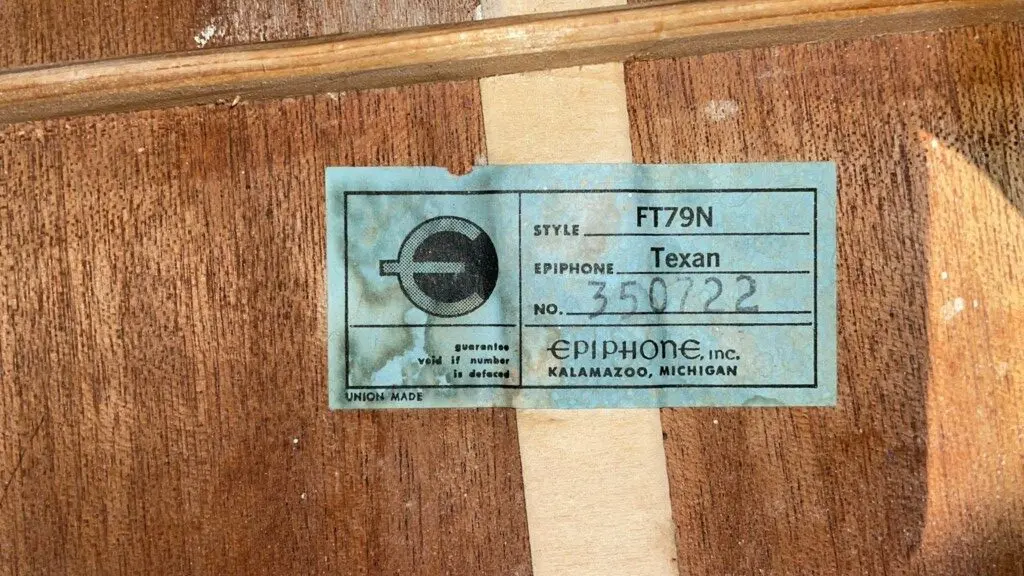 STYLE FT79N
EPIPHONE Texan
NO. 350722
guarantee
void if number
is defaced
EPIPHONE, INC.
KALAMAZOO, MICHIGAN
UNION MADE